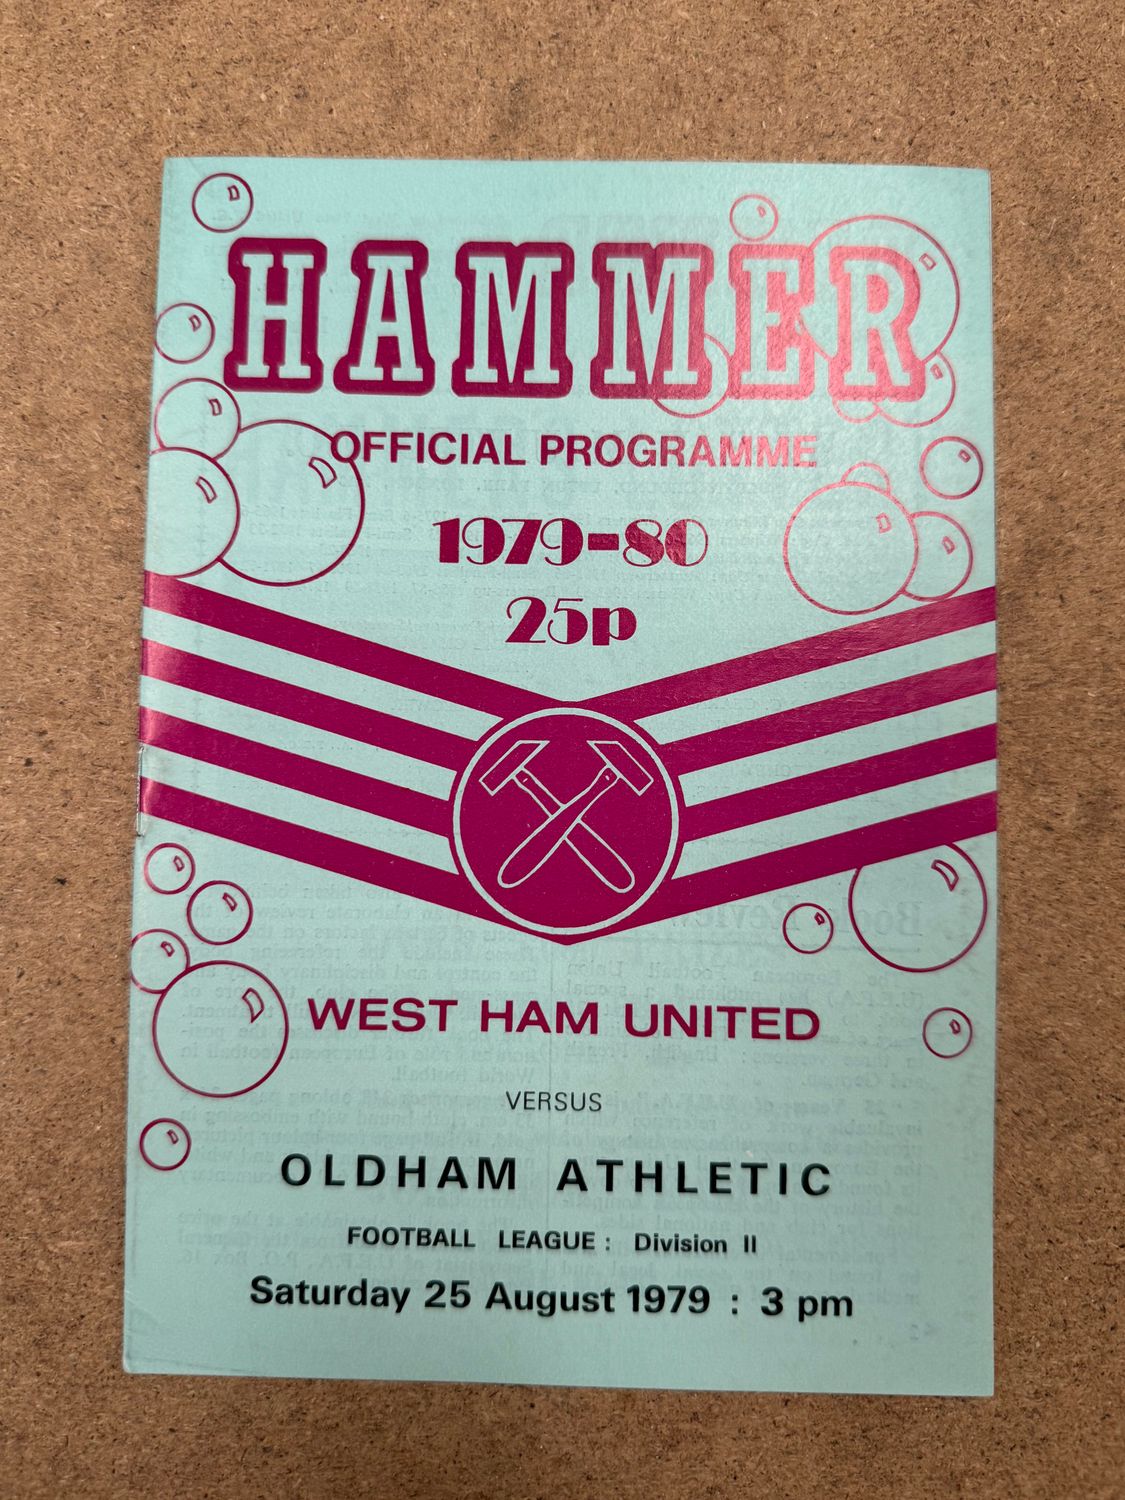 HAMMER
OFFICIAL PROGRAMME
1979-80
25p
WEST HAM UNITED
VERSUS
OLDHAM ATHLETIC
FOOTBALL LEAGUE : Division II
Saturday 25 August 1979 : 3 pm